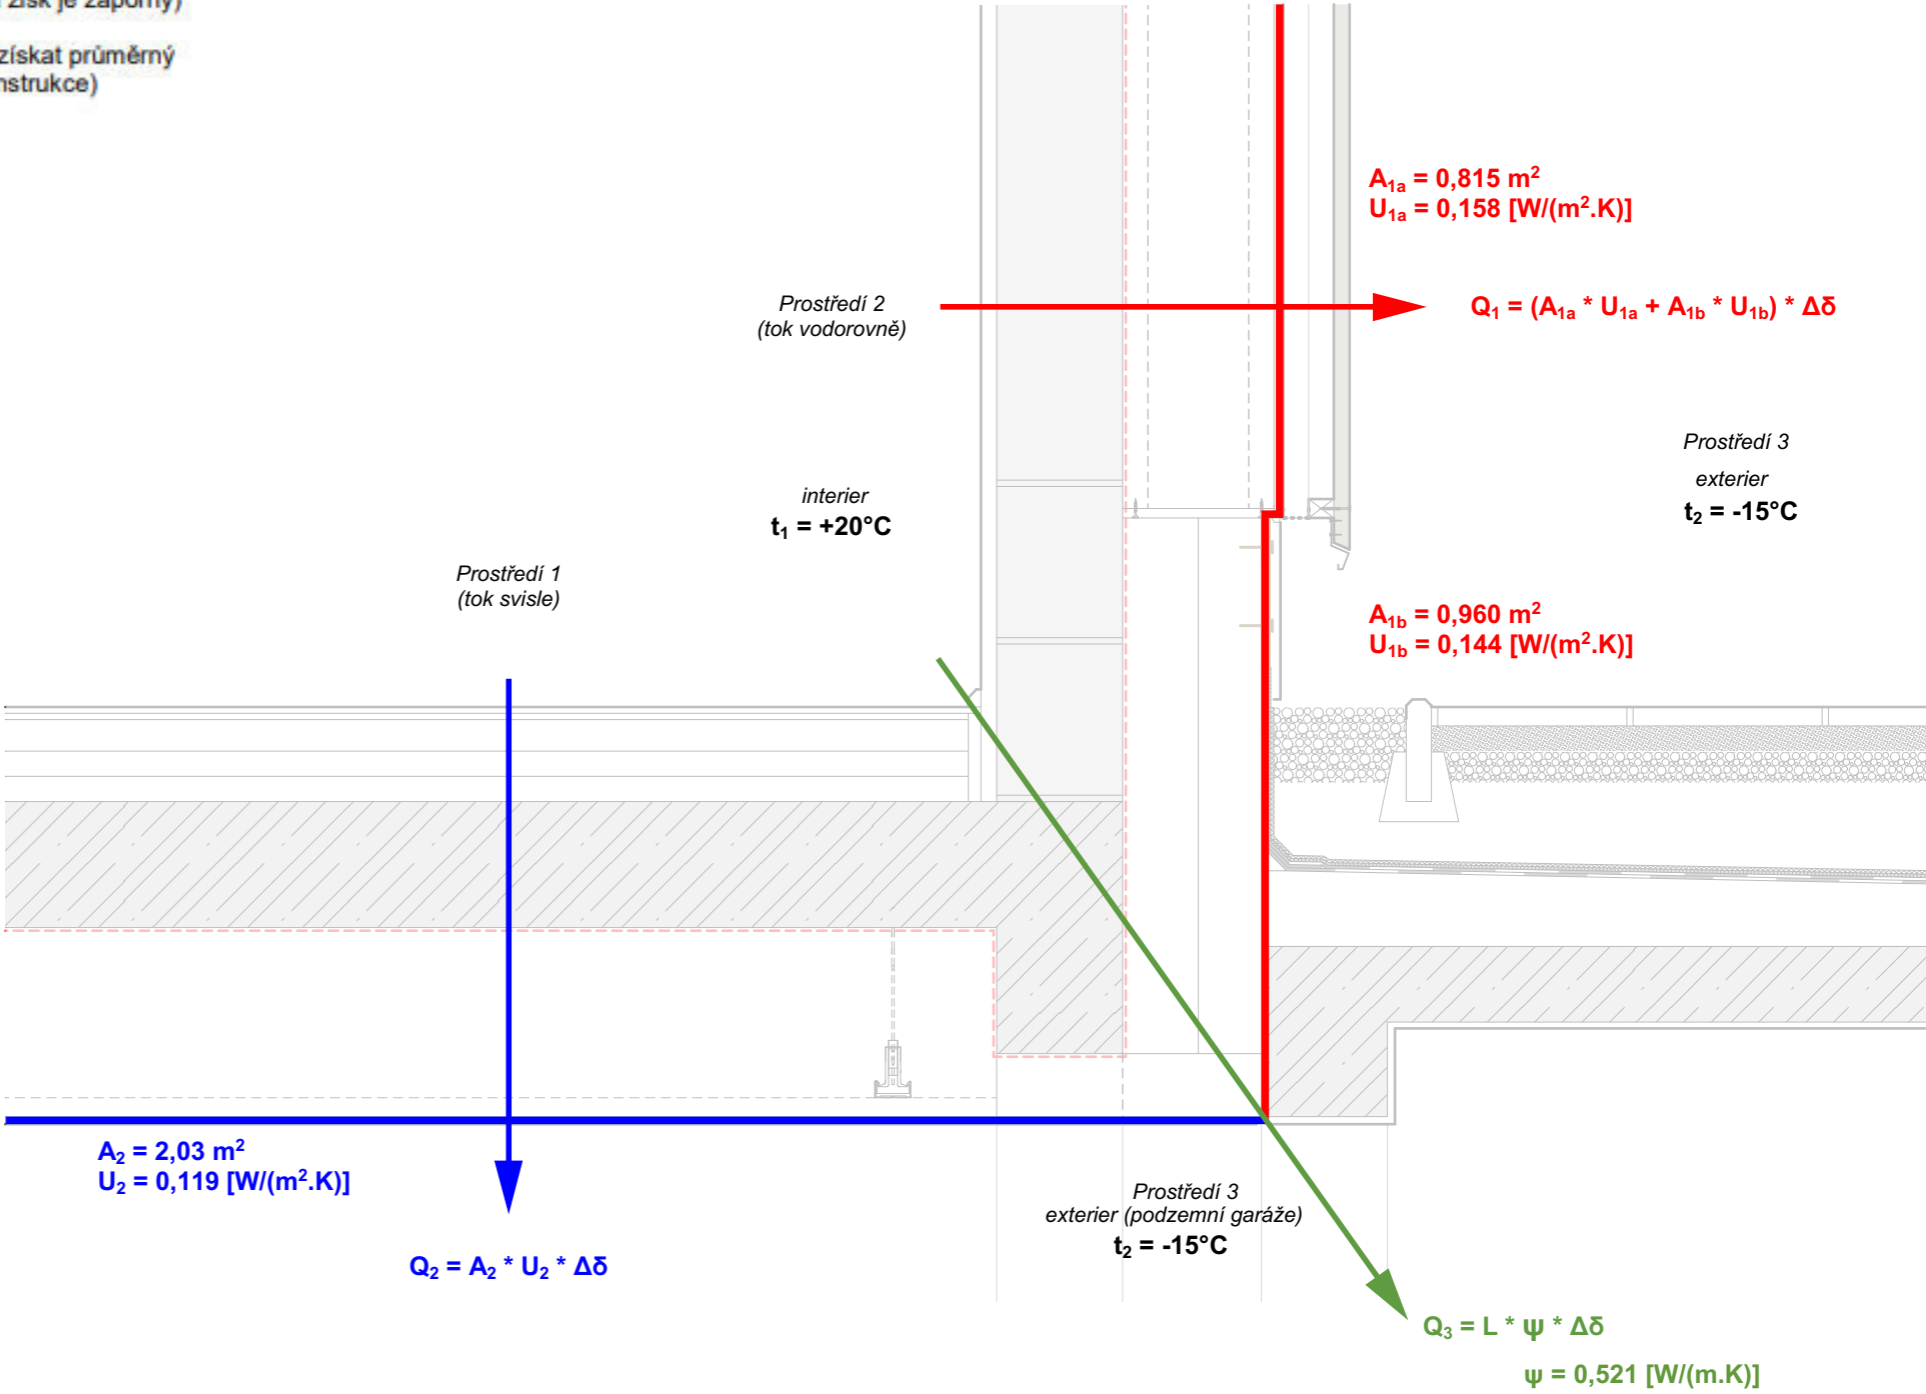 zisk je záporný)
získat průměrný
nstrukce)
A1a = 0,815 m²
U1a = 0,158 [W/(m².K)]
Prostředí 2
(tok vodorovně)
Q1 = (A1a * U1a + A1b * U1b) * Δδ
Prostředí 3
exterier
t2 = -15°C
interier
t1 = +20°C
Prostředí 1
(tok svisle)
A1b = 0,960 m²
U1b = 0,144 [W/(m².K)]
A2 = 2,03 m²
U2 = 0,119 [W/(m².K)]
Q2 = A2 * U2 * Δδ
Prostředí 3
exterier (podzemní garáže)
t2 = -15°C
Q3 = L * ψ * Δδ
ψ = 0,521 [W/(m.K)]